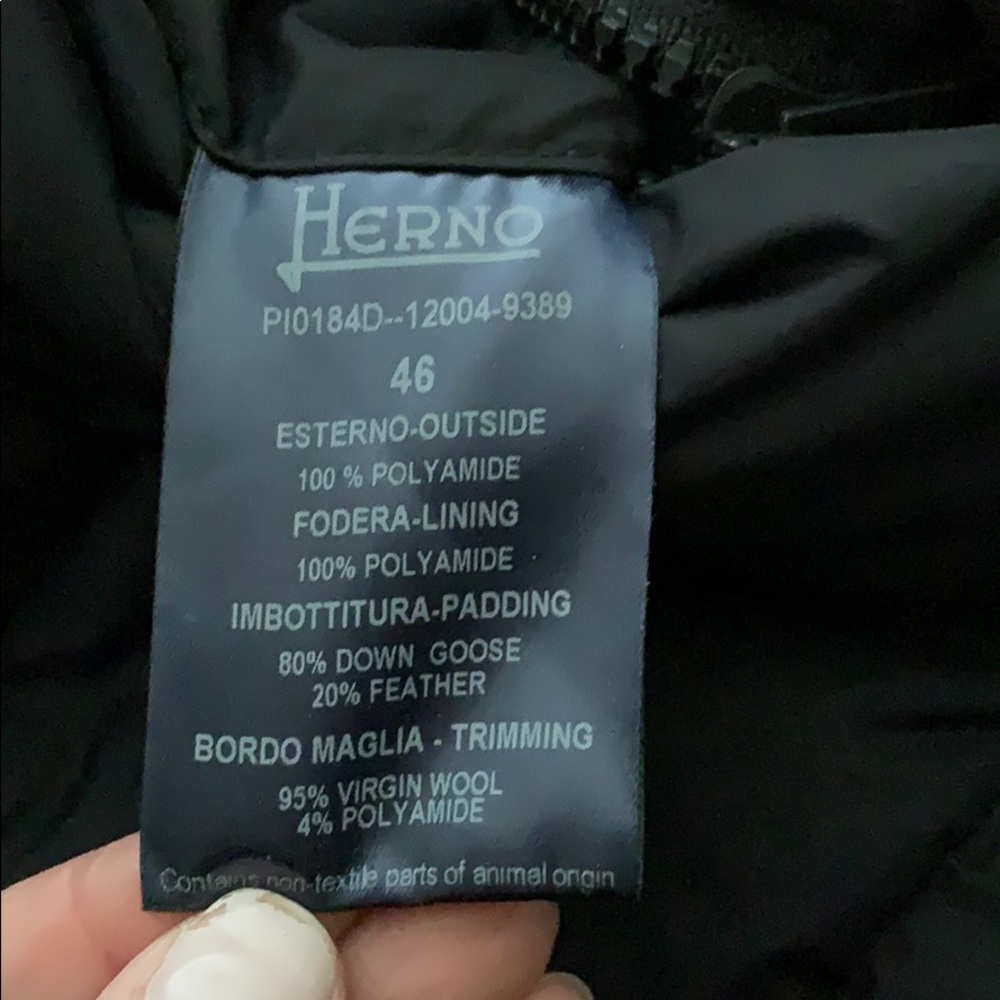 HERNO
PI0184D--12004-9389
46
ESTERNO-OUTSIDE
100 % POLYAMIDE
FODERA-LINING
100% POLYAMIDE
IMBOTTITURA-PADDING
80% DOWN GOOSE
20% FEATHER
BORDO MAGLIA - TRIMMING
95% VIRGIN WOOL
4% POLYAMIDE
Contains non-textile parts of animal origin